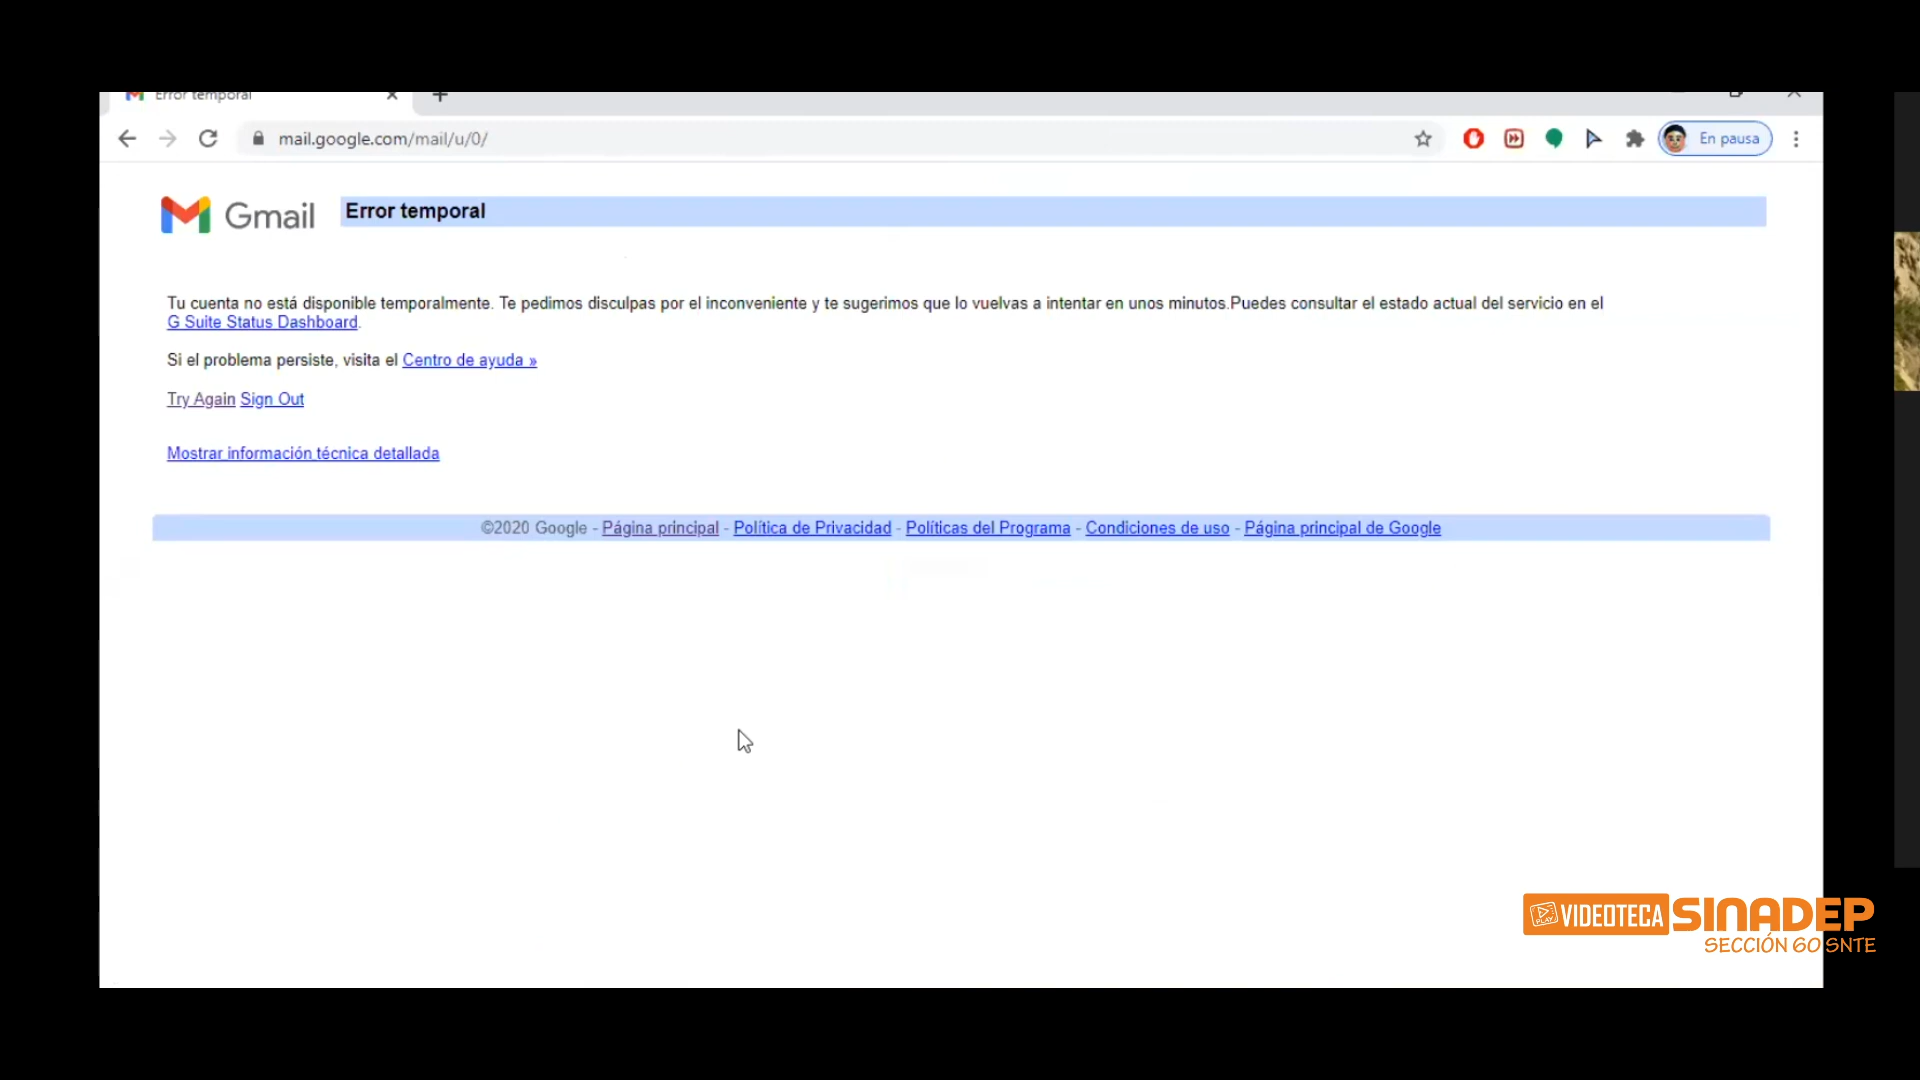 Error temporal
mail.google.com/mail/u/0/
En pausa
Gmail
Error temporal
Tu cuenta no está disponible temporalmente. Te pedimos disculpas por el inconveniente y te sugerimos que lo vuelvas a intentar en unos minutos.Puedes consultar el estado actual del servicio en el
G Suite Status Dashboard.
Si el problema persiste, visita el Centro de ayuda »
Try Again Sign Out
Mostrar información técnica detallada
©2020 Google - Página principal - Política de Privacidad - Políticas del Programa - Condiciones de uso - Página principal de Google
PLAY VIDEOTECA SINADEP
SECCIÓN 60 SNTE